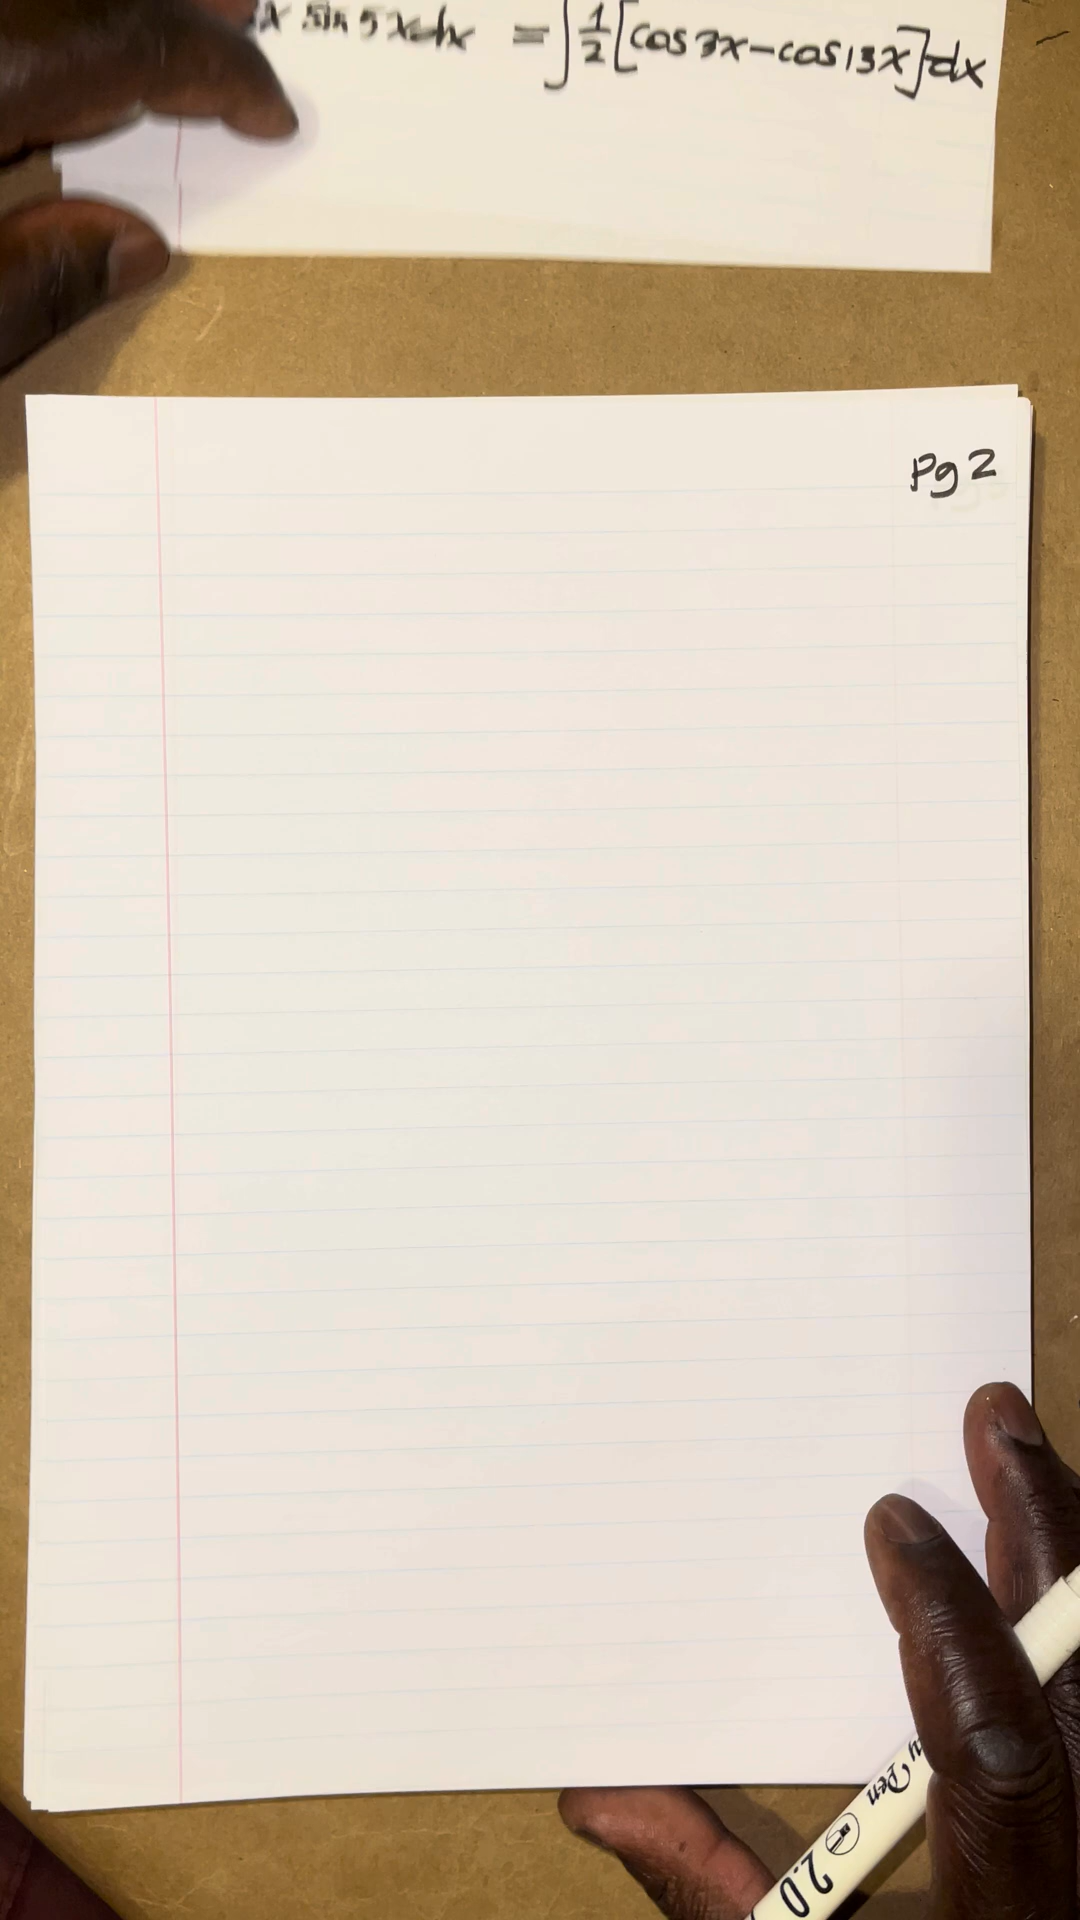 x sin 5x dx = ∫ 1/2 [cos 3x - cos 13x] dx
Pg 2
Pen
2.0